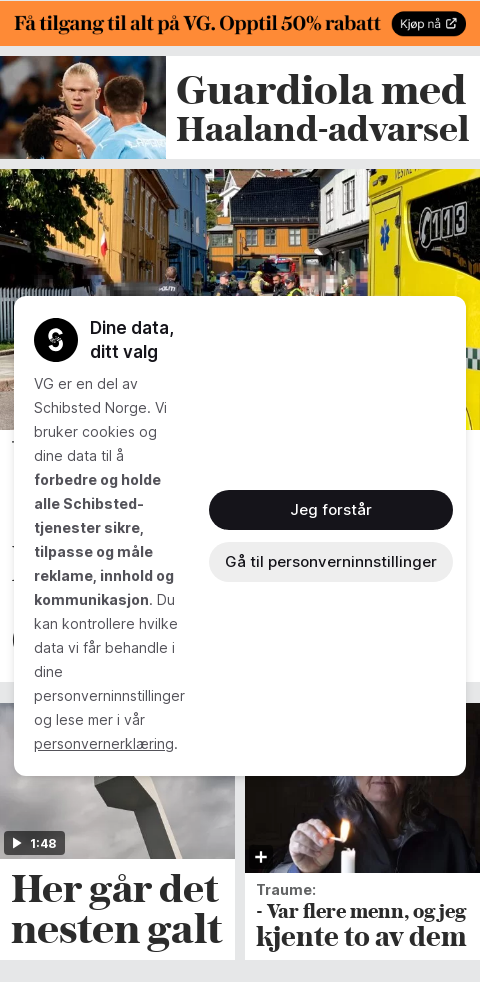 Få tilgang til alt på VG. Opptil 50% rabatt
Kjøp nå
Guardiola med
Haaland-advarsel
113
Dine data,
ditt valg
VG er en del av
Schibsted Norge. Vi
bruker cookies og
dine data til å
forbedre og holde
alle Schibsted-
tjenester sikre,
tilpasse og måle
reklame, innhold og
kommunikasjon. Du
kan kontrollere hvilke
data vi får behandle i
dine
personverninnstillinger
og lese mer i vår
personvernerklæring.
Jeg forstår
Gå til personverninnstillinger
1:48
Her går det
nesten galt
Traume:
- Var flere menn, og jeg
kjente to av dem